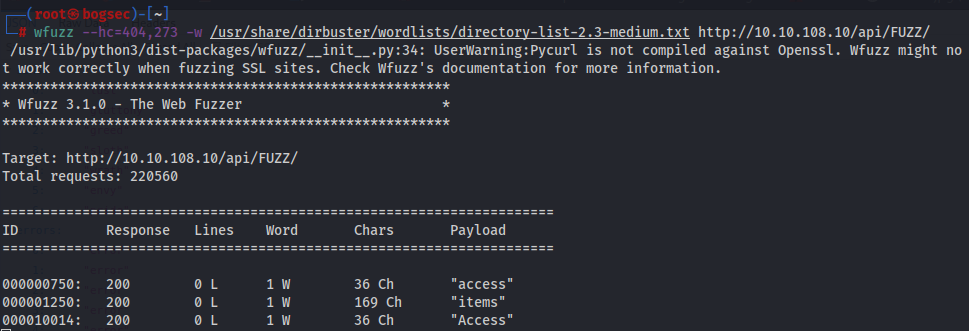 (root㉿bogsec)-[~]
# wfuzz --hc=404,273 -w /usr/share/dirbuster/wordlists/directory-list-2.3-medium.txt http://10.10.108.10/api/FUZZ/
/usr/lib/python3/dist-packages/wfuzz/__init__.py:34: UserWarning:Pycurl is not compiled against Openssl. Wfuzz might no
t work correctly when fuzzing SSL sites. Check Wfuzz's documentation for more information.
********************************************************
* Wfuzz 3.1.0 - The Web Fuzzer                         *
********************************************************

Target: http://10.10.108.10/api/FUZZ/
Total requests: 220560

=====================================================================
ID           Response   Lines    Word       Chars       Payload
=====================================================================

000000750:   200        0 L      1 W        36 Ch       "access"
000001250:   200        0 L      1 W        169 Ch      "items"
000010014:   200        0 L      1 W        36 Ch       "Access"